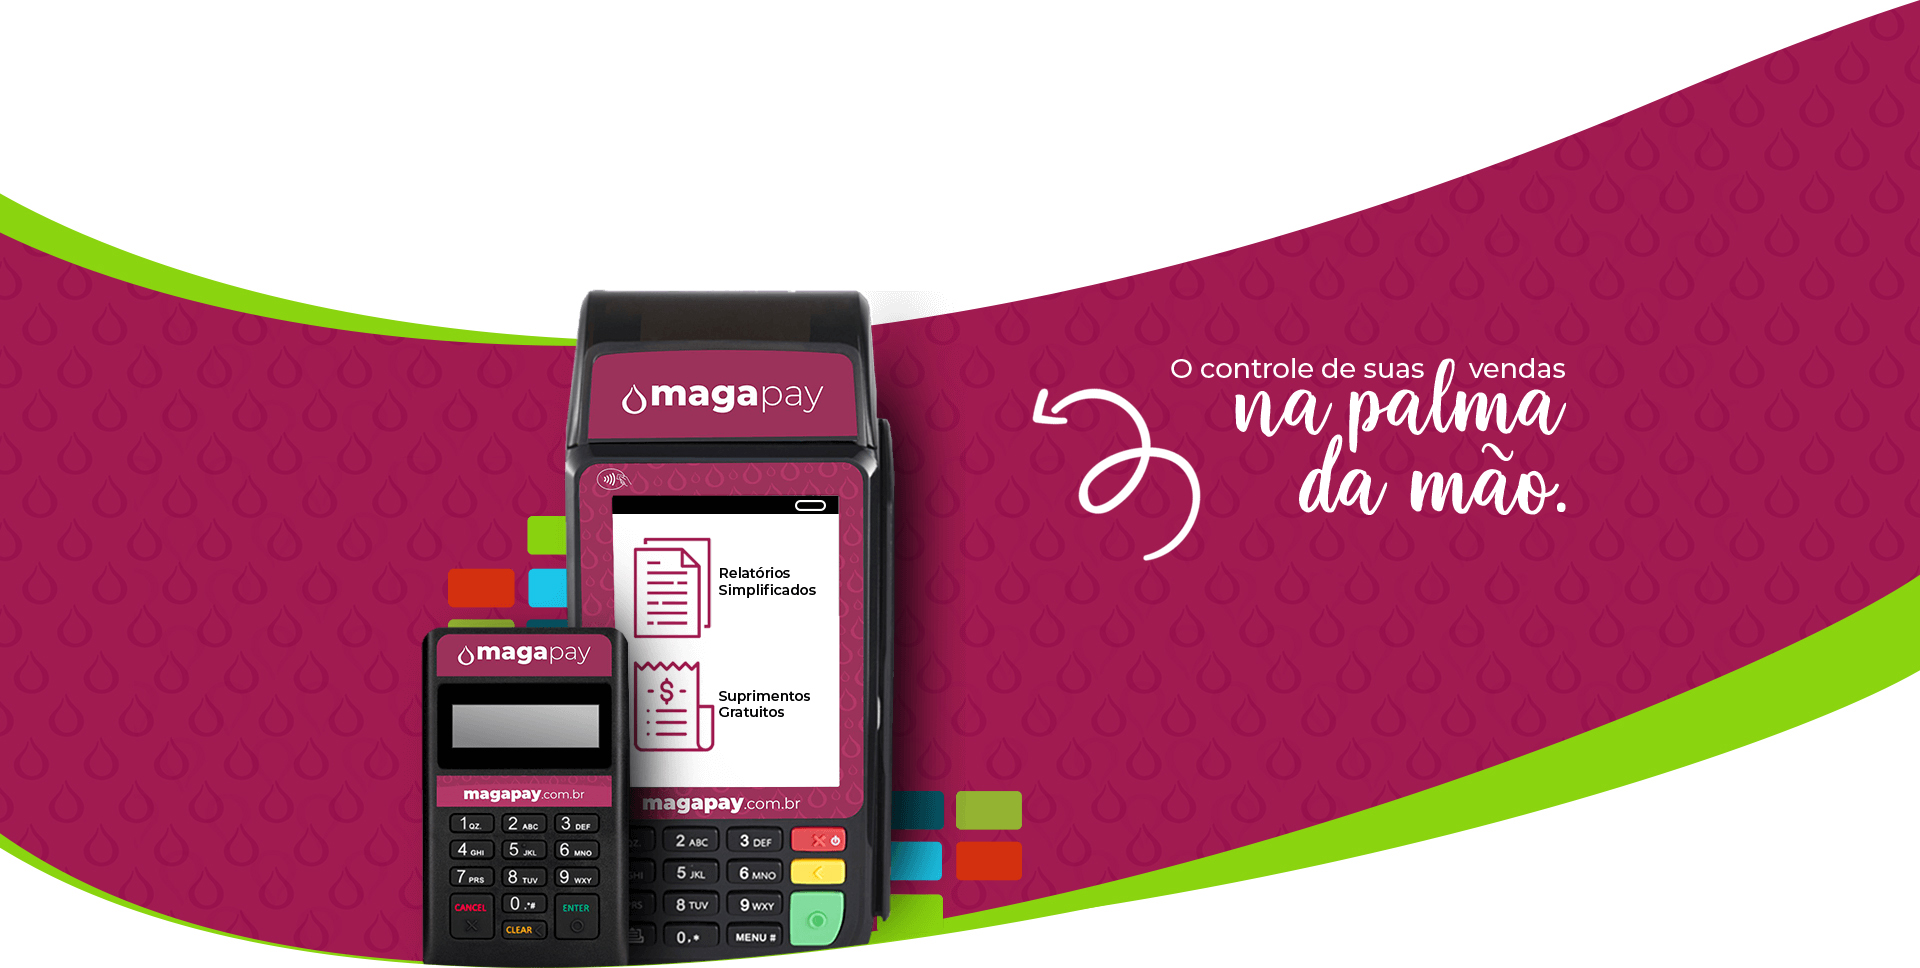 magapay
O controle de suas vendas
na palma
da mão.
Relatórios
Simplificados
Suprimentos
Gratuitos
magapay.com.br
2 ABC 3 DEF
5 JKL 6 MNO
8 TUV 9 WXY
0,* MENU #
magapay
magapay.com.br
1 QZ. 2 ABC 3 DEF
4 GHI 5 JKL 6 MNO
7 PRS 8 TUV 9 WXY
CANCEL 0 .*# ENTER
CLEAR